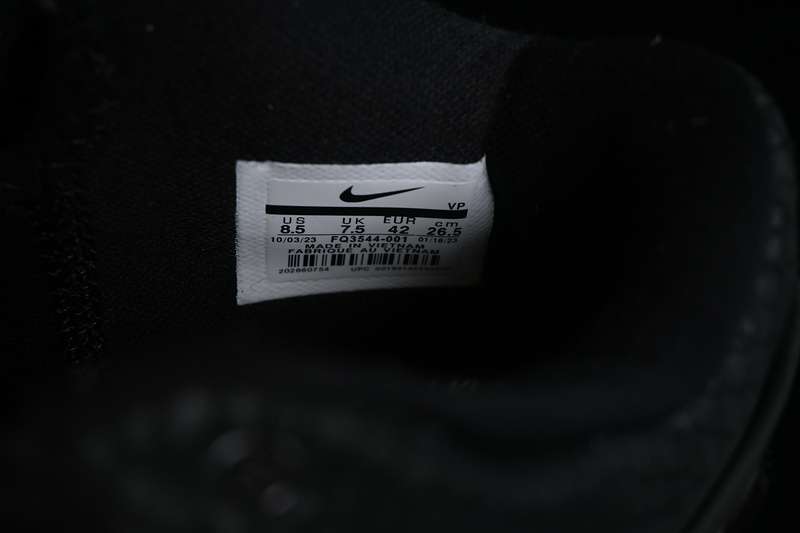 VP
US UK EUR cm
8.5 7.5 42 26.5
10/03/23 FQ3544-001 01/16/23
MADE IN VIETNAM
FABRIQUE AU VIETNAM
202660754 UPC